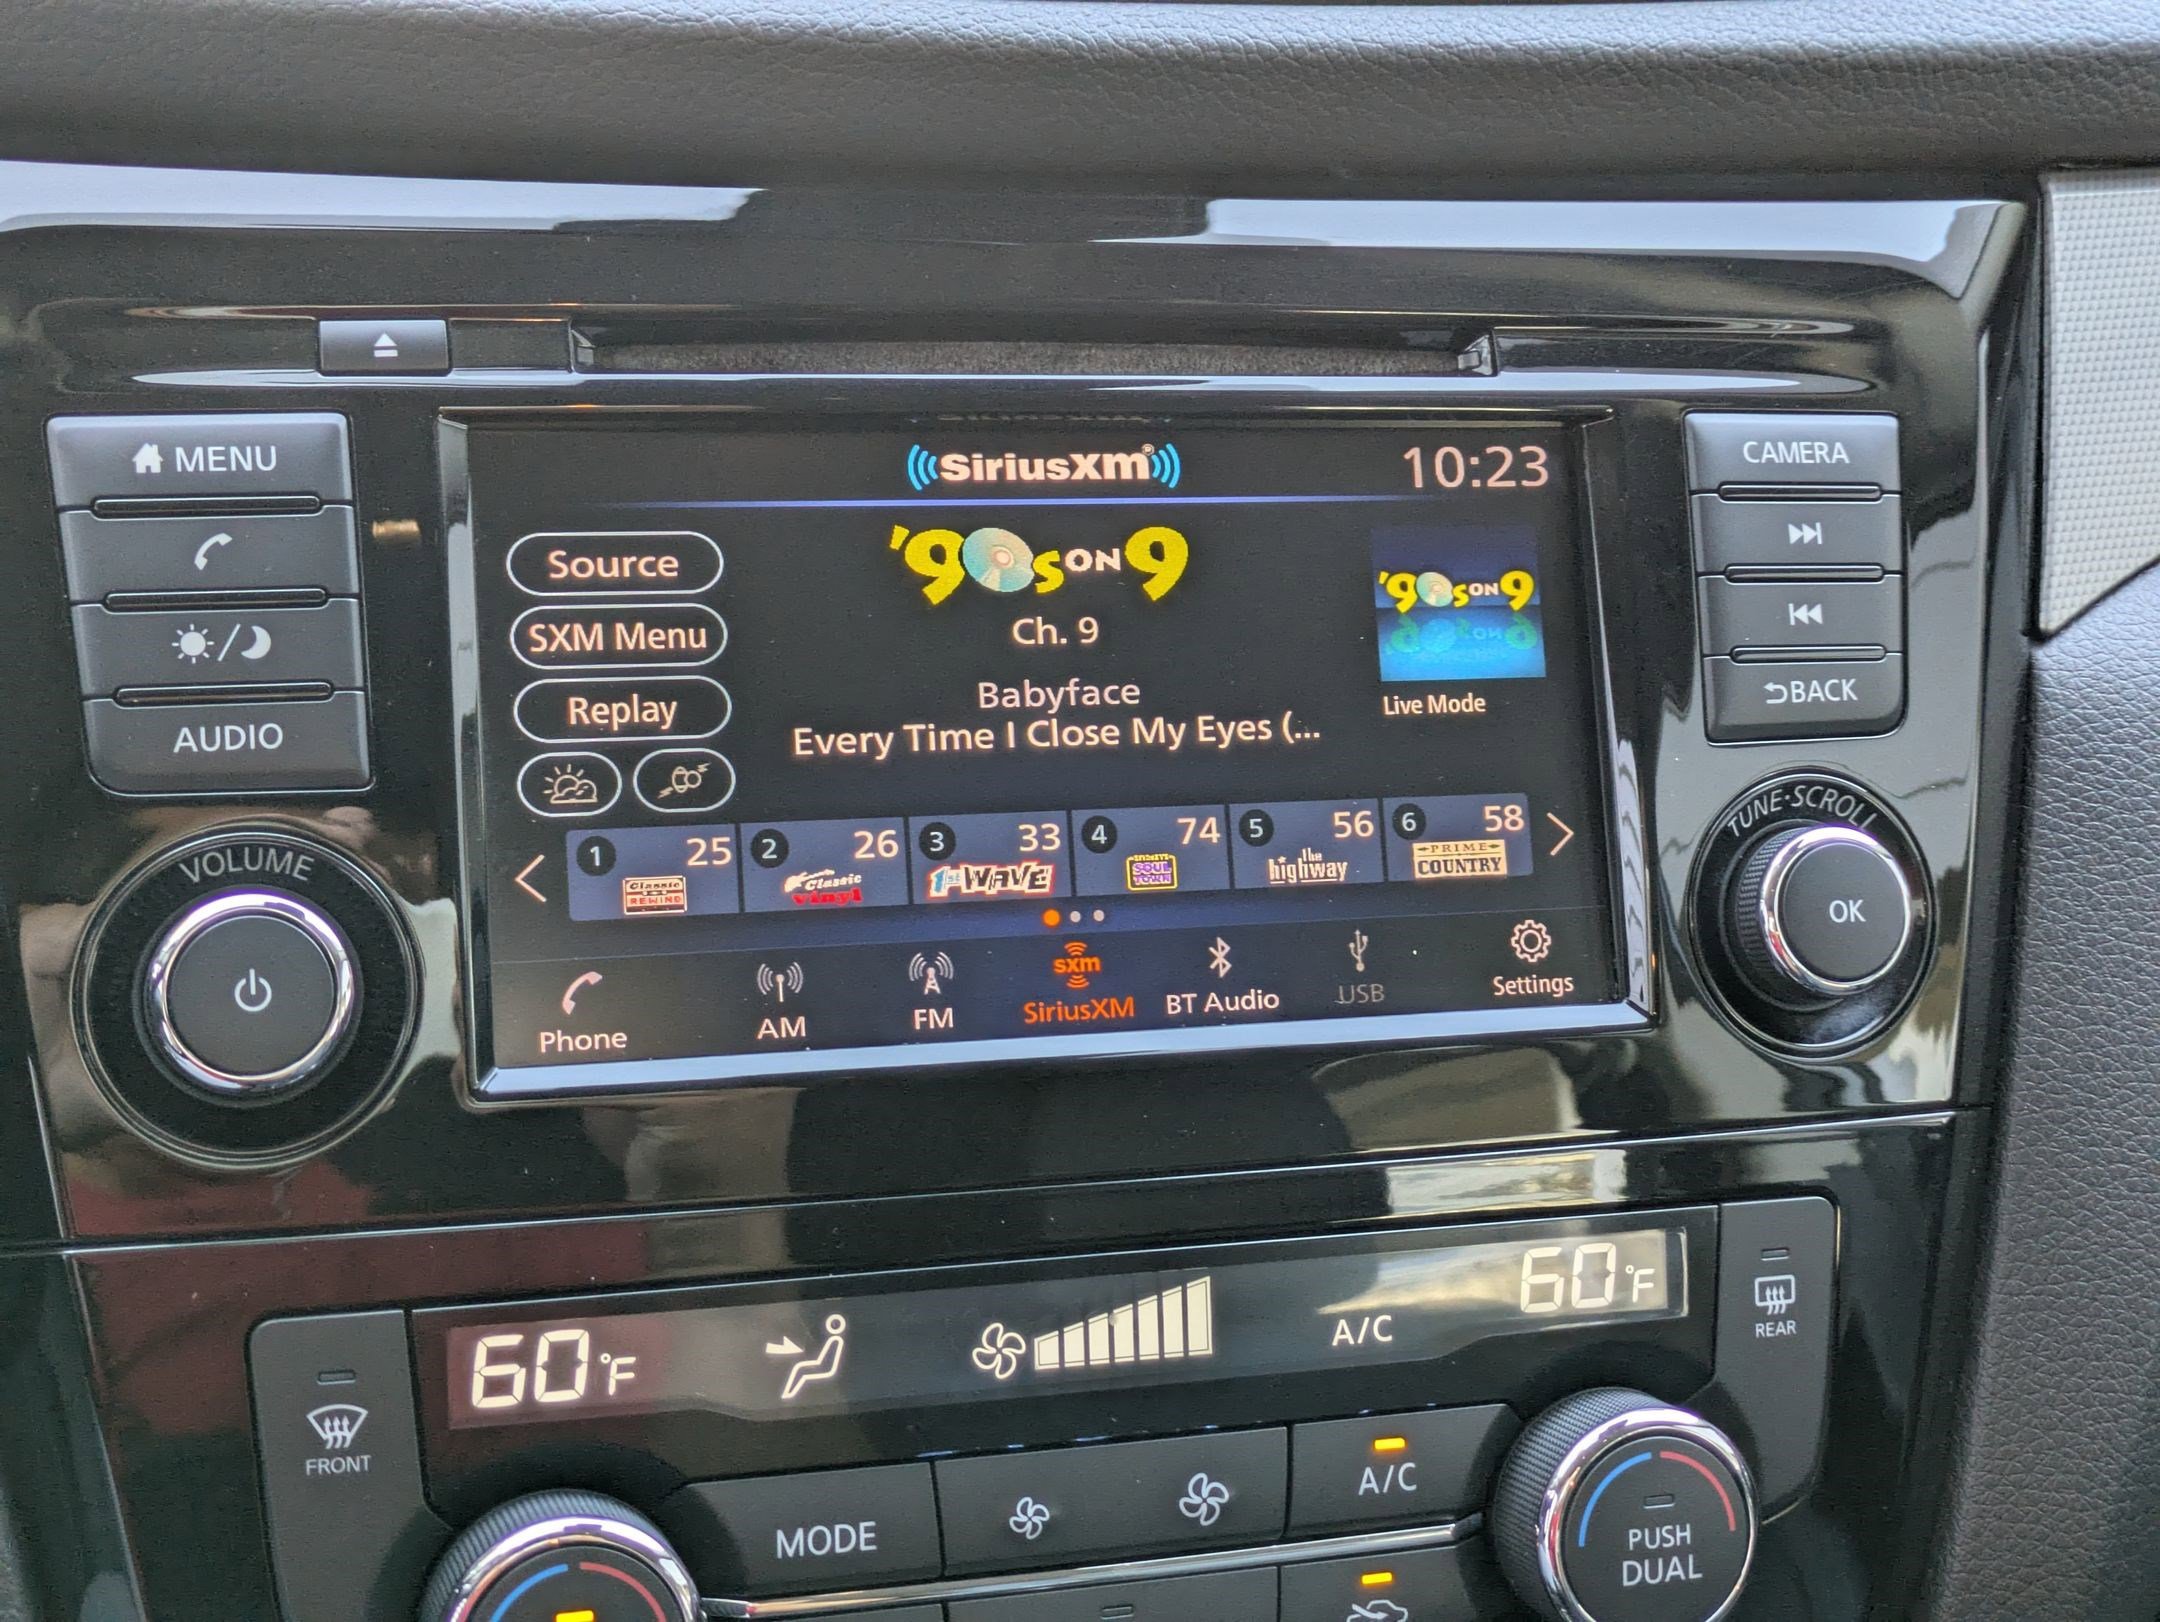 MENU
AUDIO
VOLUME
SiriusXM
10:23
Source
SXM Menu
Replay
'90s ON 9
Ch. 9
Babyface
Every Time I Close My Eyes (...
'90s ON 9
Live Mode
1 25 Classic REWIND
2 26 Classic Vinyl
3 33 1st WAVE
4 74 SOUL TOWN
5 56 the highway
6 58 PRIME COUNTRY
Phone
AM
FM
sxm
SiriusXM
BT Audio
USB
Settings
CAMERA
BACK
TUNE·SCROLL
OK
60°F
A/C
60°F
FRONT
REAR
MODE
A/C
PUSH
DUAL